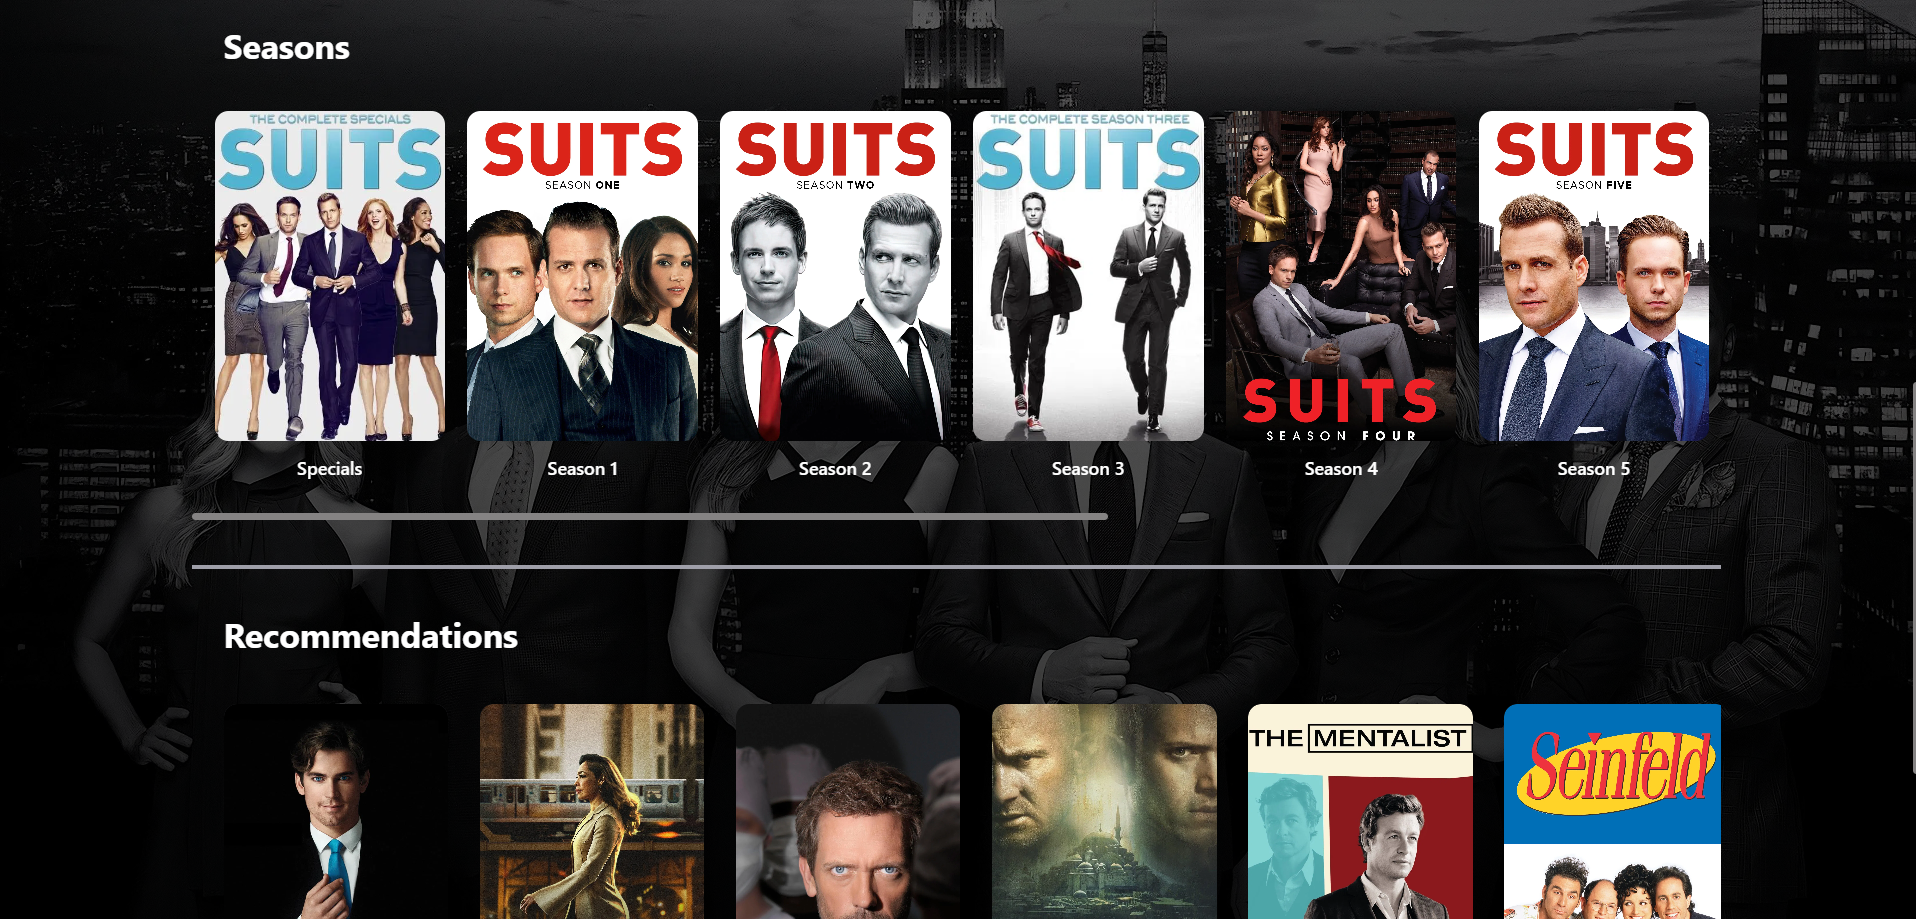 Seasons
THE COMPLETE SPECIALS
SUITS
SUITS
SEASON ONE
SUITS
SEASON TWO
THE COMPLETE SEASON THREE
SUITS
SUITS
SEASON FOUR
SUITS
SEASON FIVE
Specials
Season 1
Season 2
Season 3
Season 4
Season 5
Recommendations
THE MENTALIST
Seinfeld